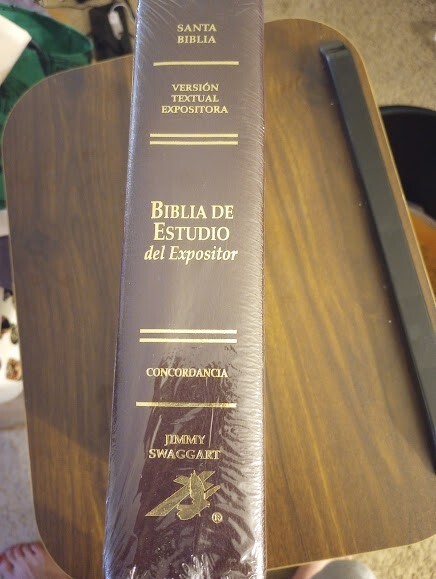 SANTA
BIBLIA
VERSIÓN
TEXTUAL
EXPOSITORA
BIBLIA DE
ESTUDIO
del Expositor
CONCORDANCIA
JIMMY
SWAGGART
®